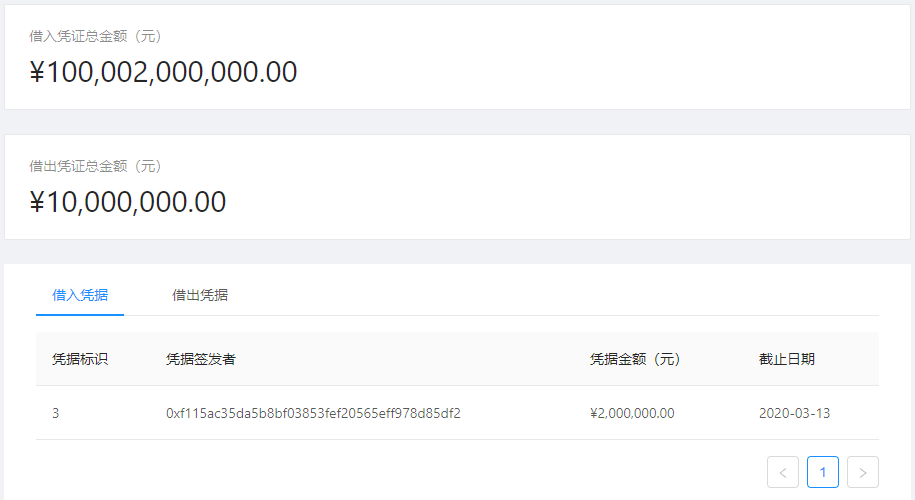 借入凭证总金额（元）
¥100,002,000,000.00
借出凭证总金额（元）
¥10,000,000.00
借入凭据 借出凭据
凭据标识 凭据签发者 凭据金额（元） 截止日期
3 0xf115ac35da5b8bf03853fef20565eff978d85df2 ¥2,000,000.00 2020-03-13
< 1 >